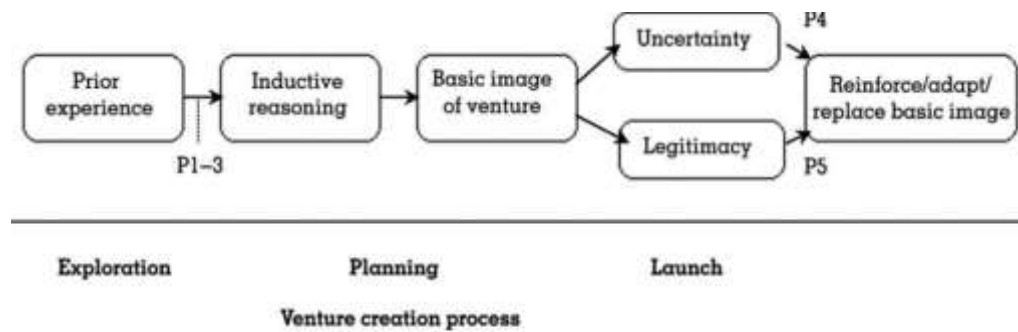 P4
Uncertainty
Prior
experience
Inductive
reasoning
Basic image
of venture
Reinforce/adapt/
replace basic image
Legitimacy
P1–3
P5
Exploration
Planning
Launch
Venture creation process